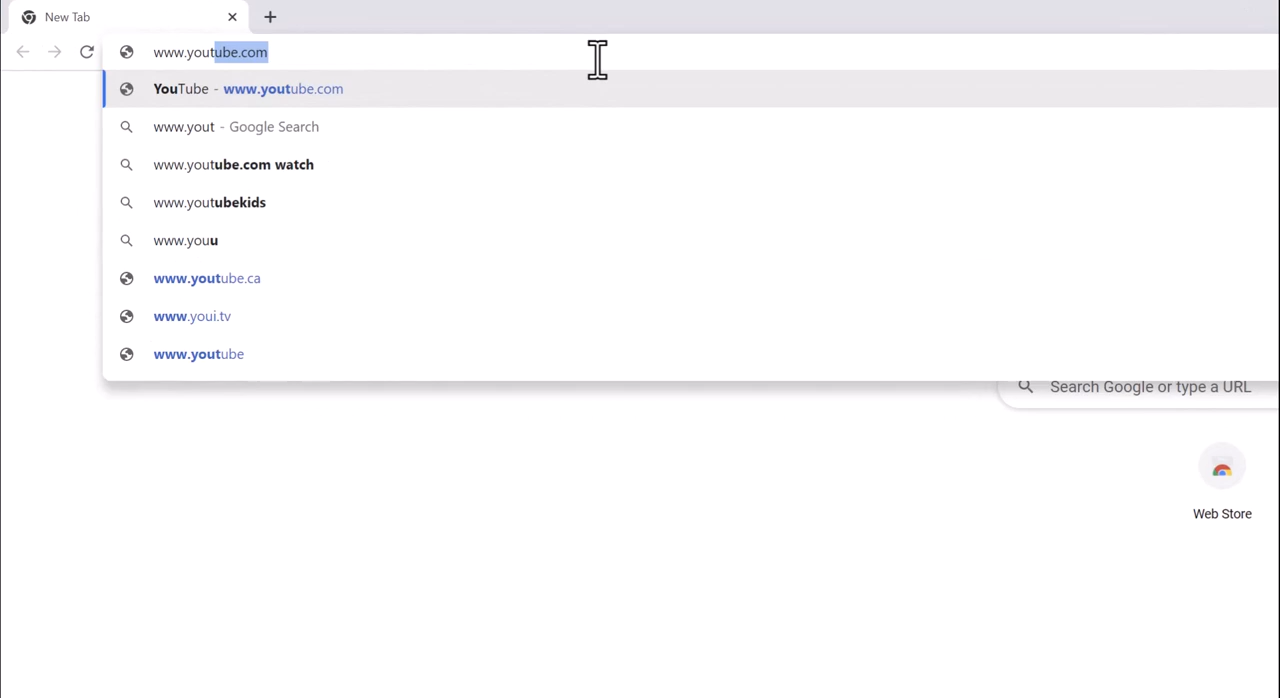 New Tab
www.youtube.com
YouTube - www.youtube.com
www.yout - Google Search
www.youtube.com watch
www.youtubekids
www.youu
www.youtube.ca
www.youi.tv
www.youtube
Search Google or type a URL
Web Store